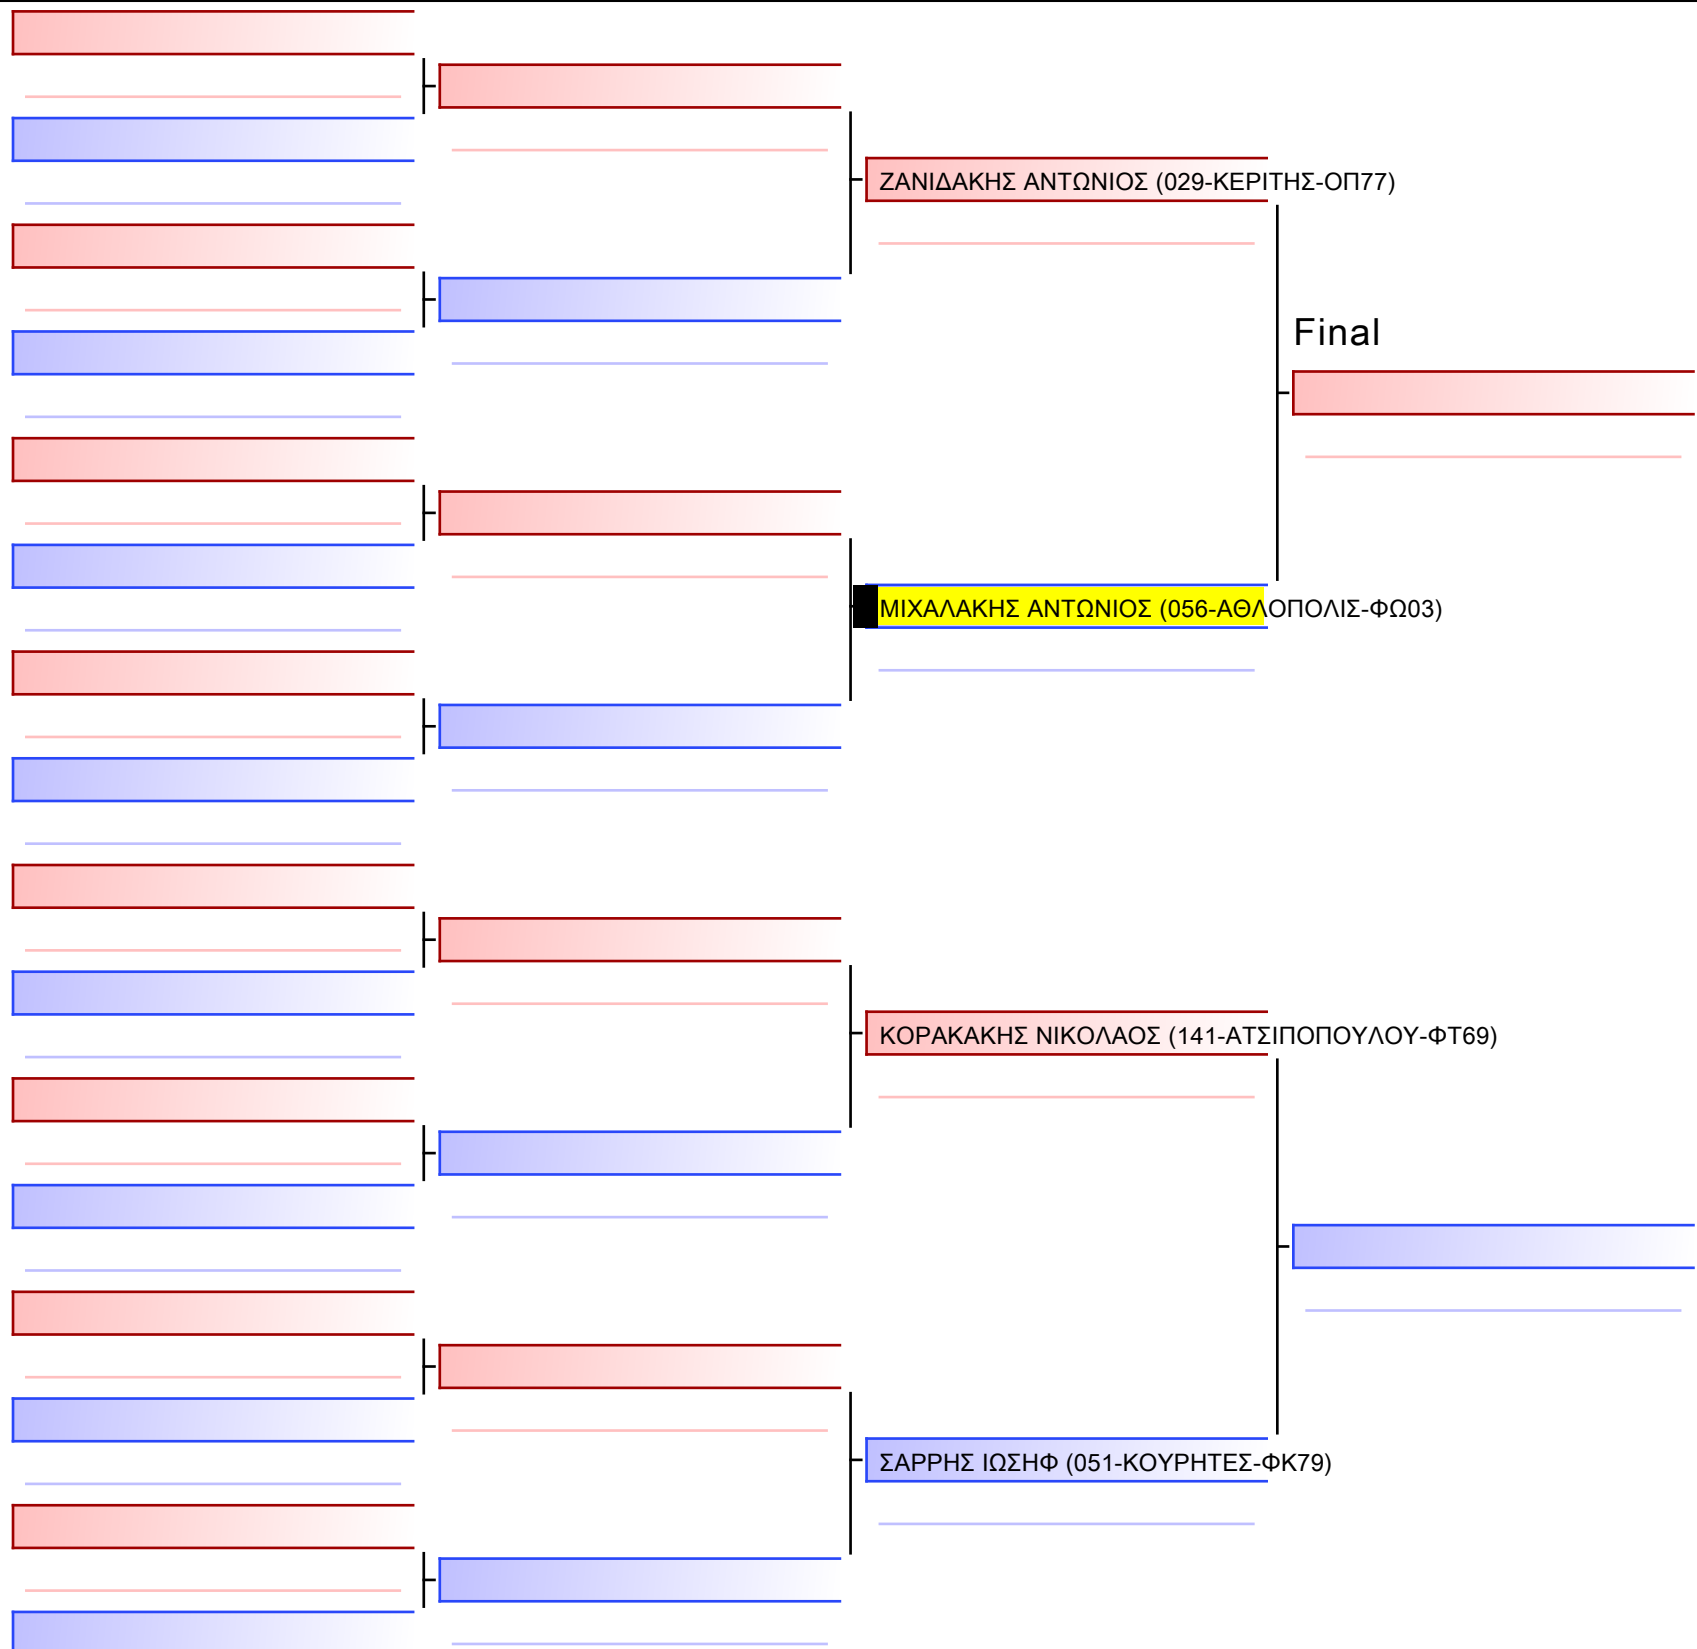 ΖΑΝΙΔΑΚΗΣ ΑΝΤΩΝΙΟΣ (029-ΚΕΡΙΤΗΣ-ΟΠ77)
Final
ΜΙΧΑΛΑΚΗΣ ΑΝΤΩΝΙΟΣ (056-ΑΘΛΟΠΟΛΙΣ-ΦΩ03)
ΚΟΡΑΚΑΚΗΣ ΝΙΚΟΛΑΟΣ (141-ΑΤΣΙΠΟΠΟΥΛΟΥ-ΦΤ69)
ΣΑΡΡΗΣ ΙΩΣΗΦ (051-ΚΟΥΡΗΤΕΣ-ΦΚ79)